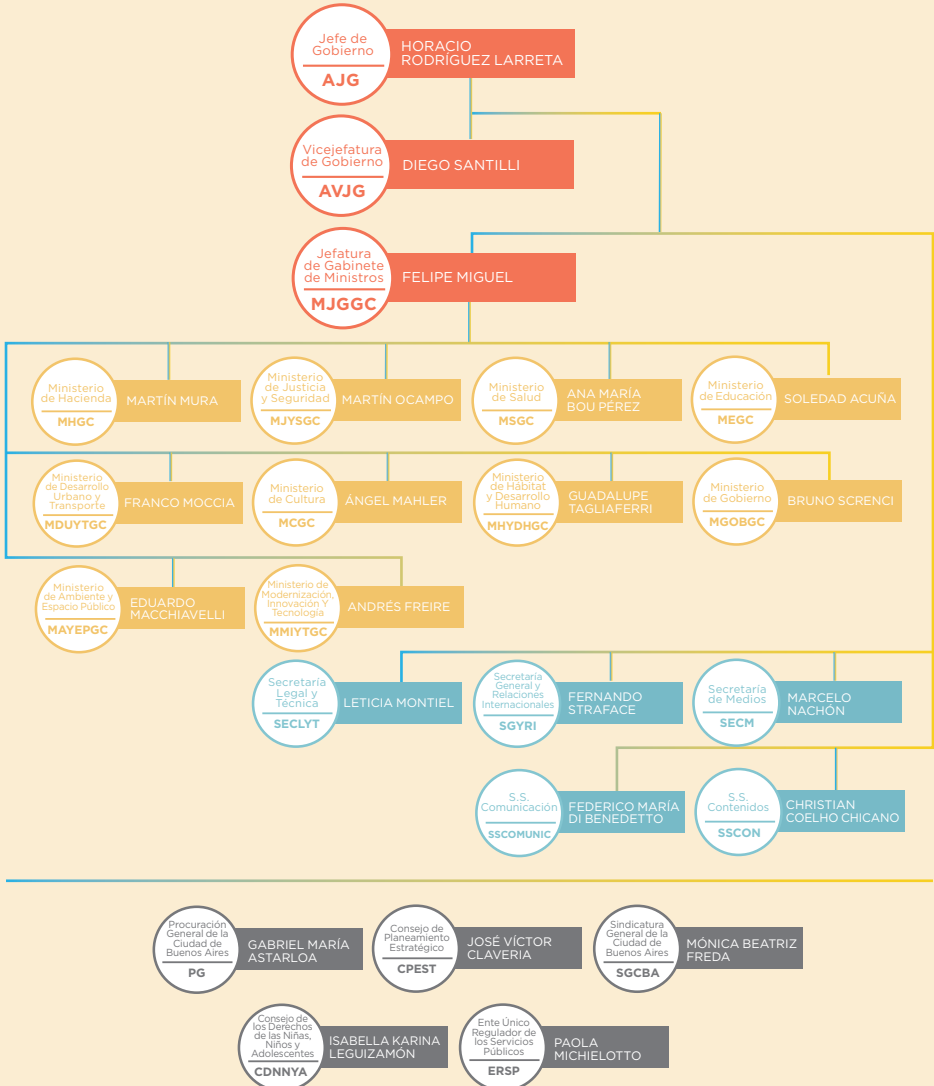 Jefe de
Gobierno
AJG
HORACIO
RODRÍGUEZ LARRETA
Vicejefatura
de Gobierno
AVJG
DIEGO SANTILLI
Jefatura
de Gabinete
de Ministros
MJGGC
FELIPE MIGUEL
Ministerio
de Hacienda
MHGC
MARTÍN MURA
Ministerio
de Justicia
y Seguridad
MJYSGC
MARTÍN OCAMPO
Ministerio
de Salud
MSGC
ANA MARÍA
BOU PÉREZ
Ministerio
de Educación
MEGC
SOLEDAD ACUÑA
Ministerio
de Desarrollo
Urbano y
Transporte
MDUYTGC
FRANCO MOCCIA
Ministerio
de Cultura
MCGC
ÁNGEL MAHLER
Ministerio
de Hábitat
y Desarrollo
Humano
MHYDHGC
GUADALUPE
TAGLIAFERRI
Ministerio
de Gobierno
MGOBGC
BRUNO SCRENCI
Ministerio
de Ambiente y
Espacio Público
MAYEPGC
EDUARDO
MACCHIAVELLI
Ministerio de
Modernización,
Innovación Y
Tecnología
MMIYTGC
ANDRÉS FREIRE
Secretaría
Legal y
Técnica
SECLYT
LETICIA MONTIEL
Secretaría
General y
Relaciones
Internacionales
SGYRI
FERNANDO
STRAFACE
Secretaría
de Medios
SECM
MARCELO
NACHÓN
S.S.
Comunicación
SSCOMUNIC
FEDERICO MARÍA
DI BENEDETTO
S.S.
Contenidos
SSCON
CHRISTIAN
COELHO CHICANO
Procuración
General de la
Ciudad de
Buenos Aires
PG
GABRIEL MARÍA
ASTARLOA
Consejo de
Planeamiento
Estratégico
CPEST
JOSÉ VÍCTOR
CLAVERIA
Sindicatura
General de la
Ciudad de
Buenos Aires
SGCBA
MÓNICA BEATRIZ
FREDA
Consejo de
los Derechos
de las Niñas,
Niños y
Adolescentes
CDNNYA
ISABELLA KARINA
LEGUIZAMÓN
Ente Único
Regulador de
los Servicios
Públicos
ERSP
PAOLA
MICHIELOTTO